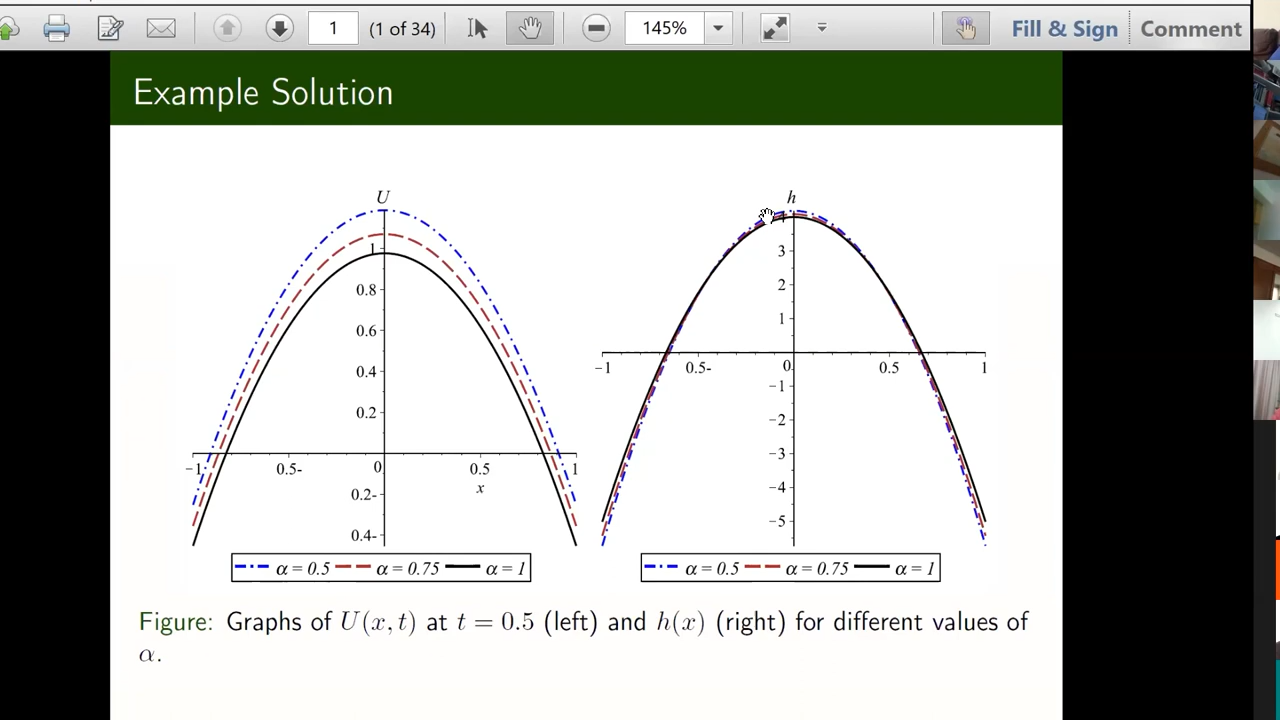 1 (1 of 34) 145% Fill & Sign Comment
Example Solution
U
1
0.8
0.6
0.4
0.2
−1 0.5- 0 0.5 1
x
0.2-
0.4-
α = 0.5 α = 0.75 α = 1
h
4
3
2
1
−1 0.5- 0. 0.5 1
−1
−2
−3
−4
−5
α = 0.5 α = 0.75 α = 1
Figure: Graphs of U(x, t) at t = 0.5 (left) and h(x) (right) for different values of
α.